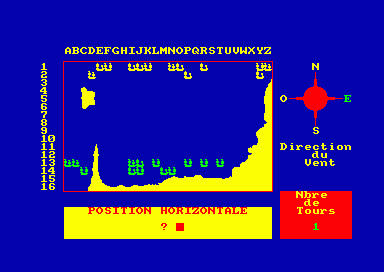 ABCDEFGHIJKLMNOPQRSTUVWXYZ
1
2
3
4
5
6
7
8
9
10
11
12
13
14
15
16
N
O E
S
Direction
du
Vent
POSITION HORIZONTALE
?
Nbre
de
Tours
1